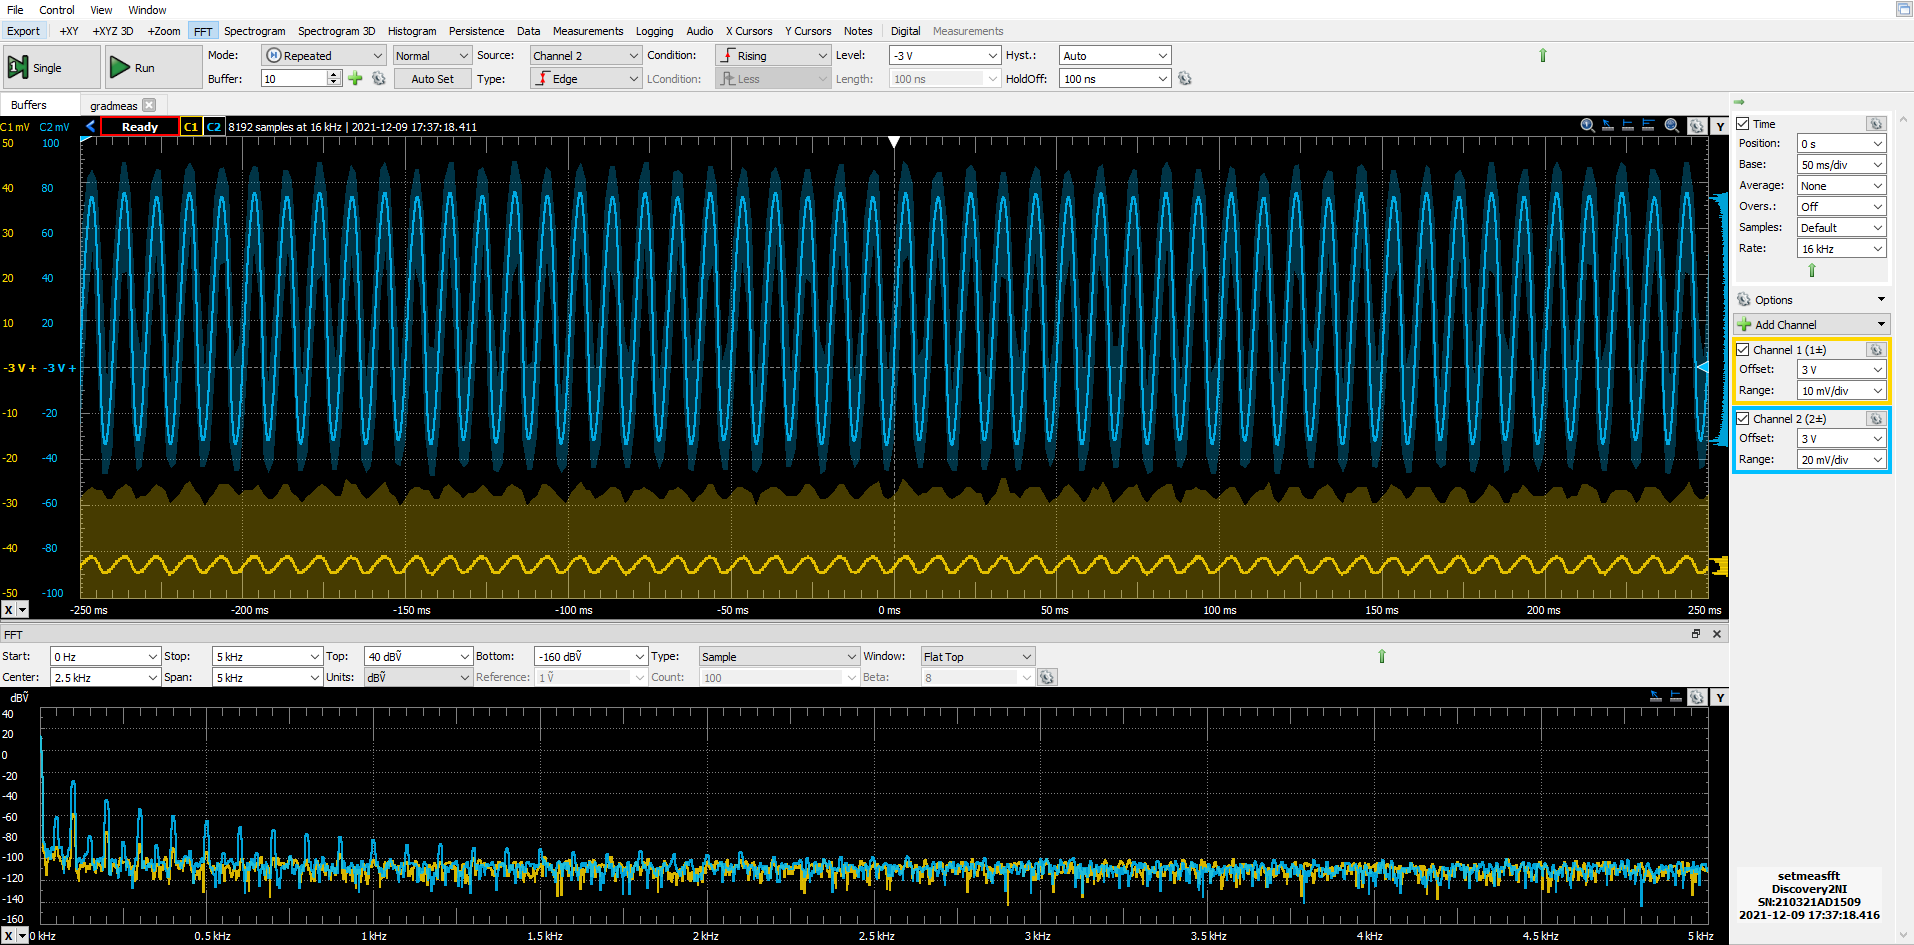 File Control View Window
Export +XY +XYZ 3D +Zoom FFT Spectrogram Spectrogram 3D Histogram Persistence Data Measurements Logging Audio X Cursors Y Cursors Notes Digital Measurements
Single Run Mode: Repeated Normal Source: Channel 2 Condition: Rising Level: -3 V Hyst.: Auto
Buffer: 10 Auto Set Type: Edge LCondition: Less Length: 100 ns HoldOff: 100 ns
Buffers gradmeas
C1 mV C2 mV Ready C1 C2 8192 samples at 16 kHz | 2021-12-09 17:37:18.411 Y
50 100
40 80
30 60
20 40
10 20
-3 V + -3 V +
-10 -20
-20 -40
-30 -60
-40 -80
-50 -100
X -250 ms -200 ms -150 ms -100 ms -50 ms 0 ms 50 ms 100 ms 150 ms 200 ms 250 ms
Time
Position: 0 s
Base: 50 ms/div
Average: None
Overs.: Off
Samples: Default
Rate: 16 kHz
Options
Add Channel
Channel 1 (1±)
Offset: 3 V
Range: 10 mV/div
Channel 2 (2±)
Offset: 3 V
Range: 20 mV/div
FFT
Start: 0 Hz Stop: 5 kHz Top: 40 dBṼ Bottom: -160 dBṼ Type: Sample Window: Flat Top
Center: 2.5 kHz Span: 5 kHz Units: dBṼ Reference: 1 Ṽ Count: 100 Beta: 8
dBṼ Y
40
20
0
-20
-40
-60
-80
-100
-120
-140
-160
X 0 kHz 0.5 kHz 1 kHz 1.5 kHz 2 kHz 2.5 kHz 3 kHz 3.5 kHz 4 kHz 4.5 kHz 5 kHz
setmeasfft
Discovery2NI
SN:210321AD1509
2021-12-09 17:37:18.416